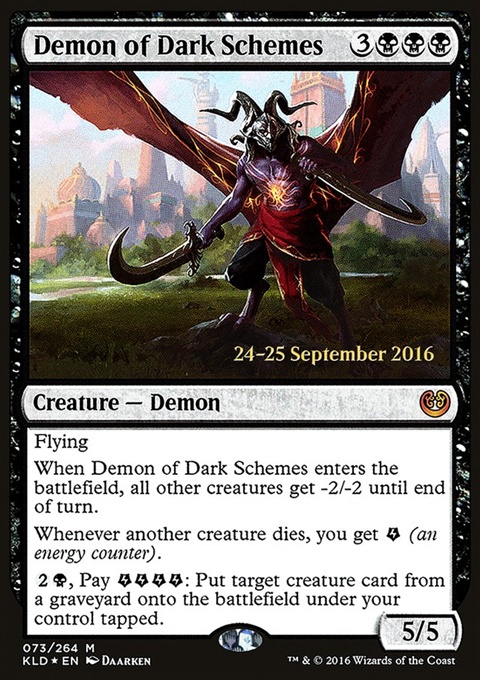 Demon of Dark Schemes 3
24–25 September 2016
Creature — Demon
Flying
When Demon of Dark Schemes enters the
battlefield, all other creatures get -2/-2 until end
of turn.
Whenever another creature dies, you get (an
energy counter).
2, Pay : Put target creature card from
a graveyard onto the battlefield under your
control tapped.
5/5
073/264 M
KLD ★ EN Daarken
™ & © 2016 Wizards of the Coast